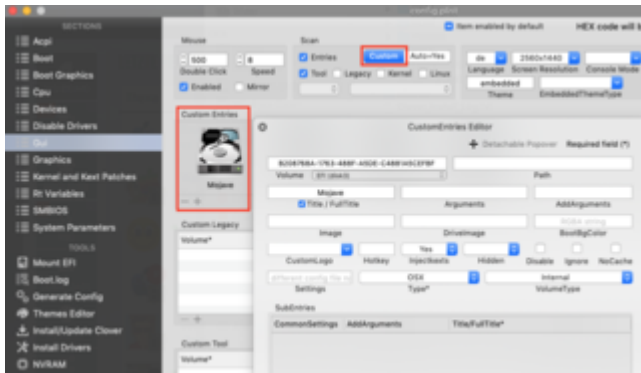 config.plist
SECTIONS
Acpi
Boot
Boot Graphics
Cpu
Devices
Disable Drivers
Gui
Graphics
Kernel and Kext Patches
Rt Variables
SMBIOS
System Parameters
TOOLS
Mount EFI
Boot.log
Generate Config
Themes Editor
Install/Update Clover
Install Drivers
NVRAM
Item enabled by default HEX code will b
Mouse
500 8
Double Click Speed
Enabled Mirror
Scan
Entries Custom Auto=Yes
Tool Legacy Kernel Linux
de 2560x1440
Language Screen Resolution Console Mode
embedded
Theme EmbeddedThemeType
Custom Entries
Mojave
Custom Legacy
Volume*
Custom Tool
Volume*
CustomEntries Editor
Detachable Popover Required field (*)
Volume Path
Mojave
Title / FullTitle Arguments AddArguments
RGBA string
Image DriveImage BootBgColor
Yes
CustomLogo Hotkey InjectKexts Hidden Disable Ignore NoCache
OSX Internal
Settings Type* VolumeType
SubEntries
CommonSettings AddArguments Title/FullTitle*